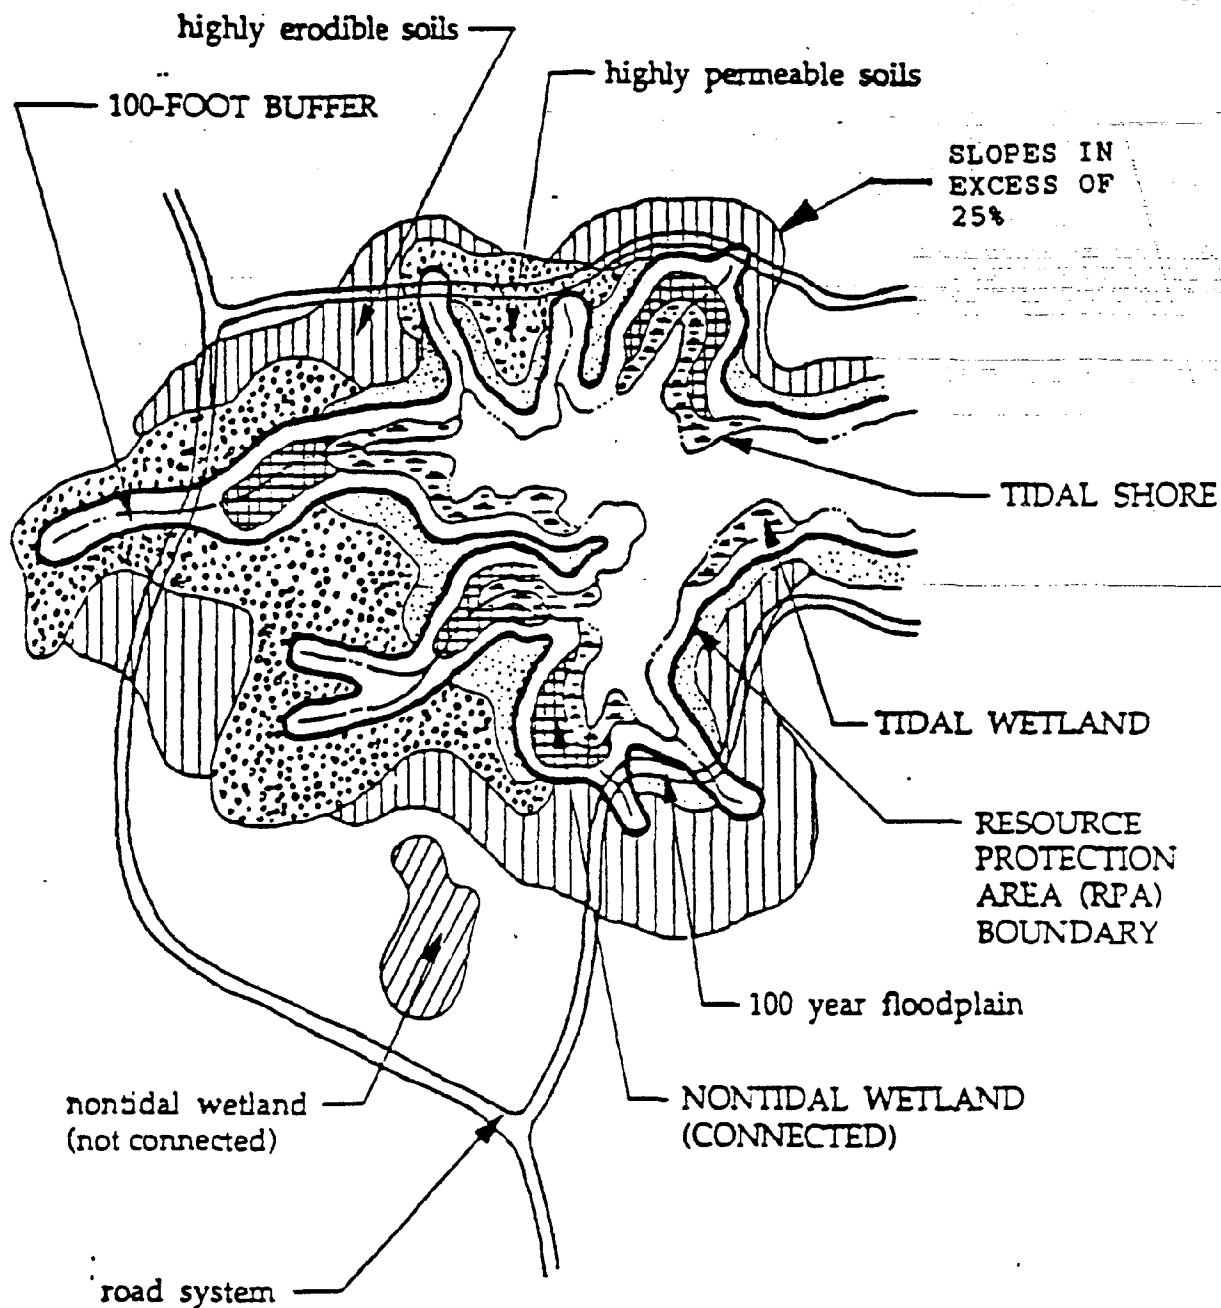 highly erodible soils
highly permeable soils
100-FOOT BUFFER
SLOPES IN
EXCESS OF
25%
TIDAL SHORE
TIDAL WETLAND
RESOURCE
PROTECTION
AREA (RPA)
BOUNDARY
100 year floodplain
nontidal wetland
(not connected)
NONTIDAL WETLAND
(CONNECTED)
road system